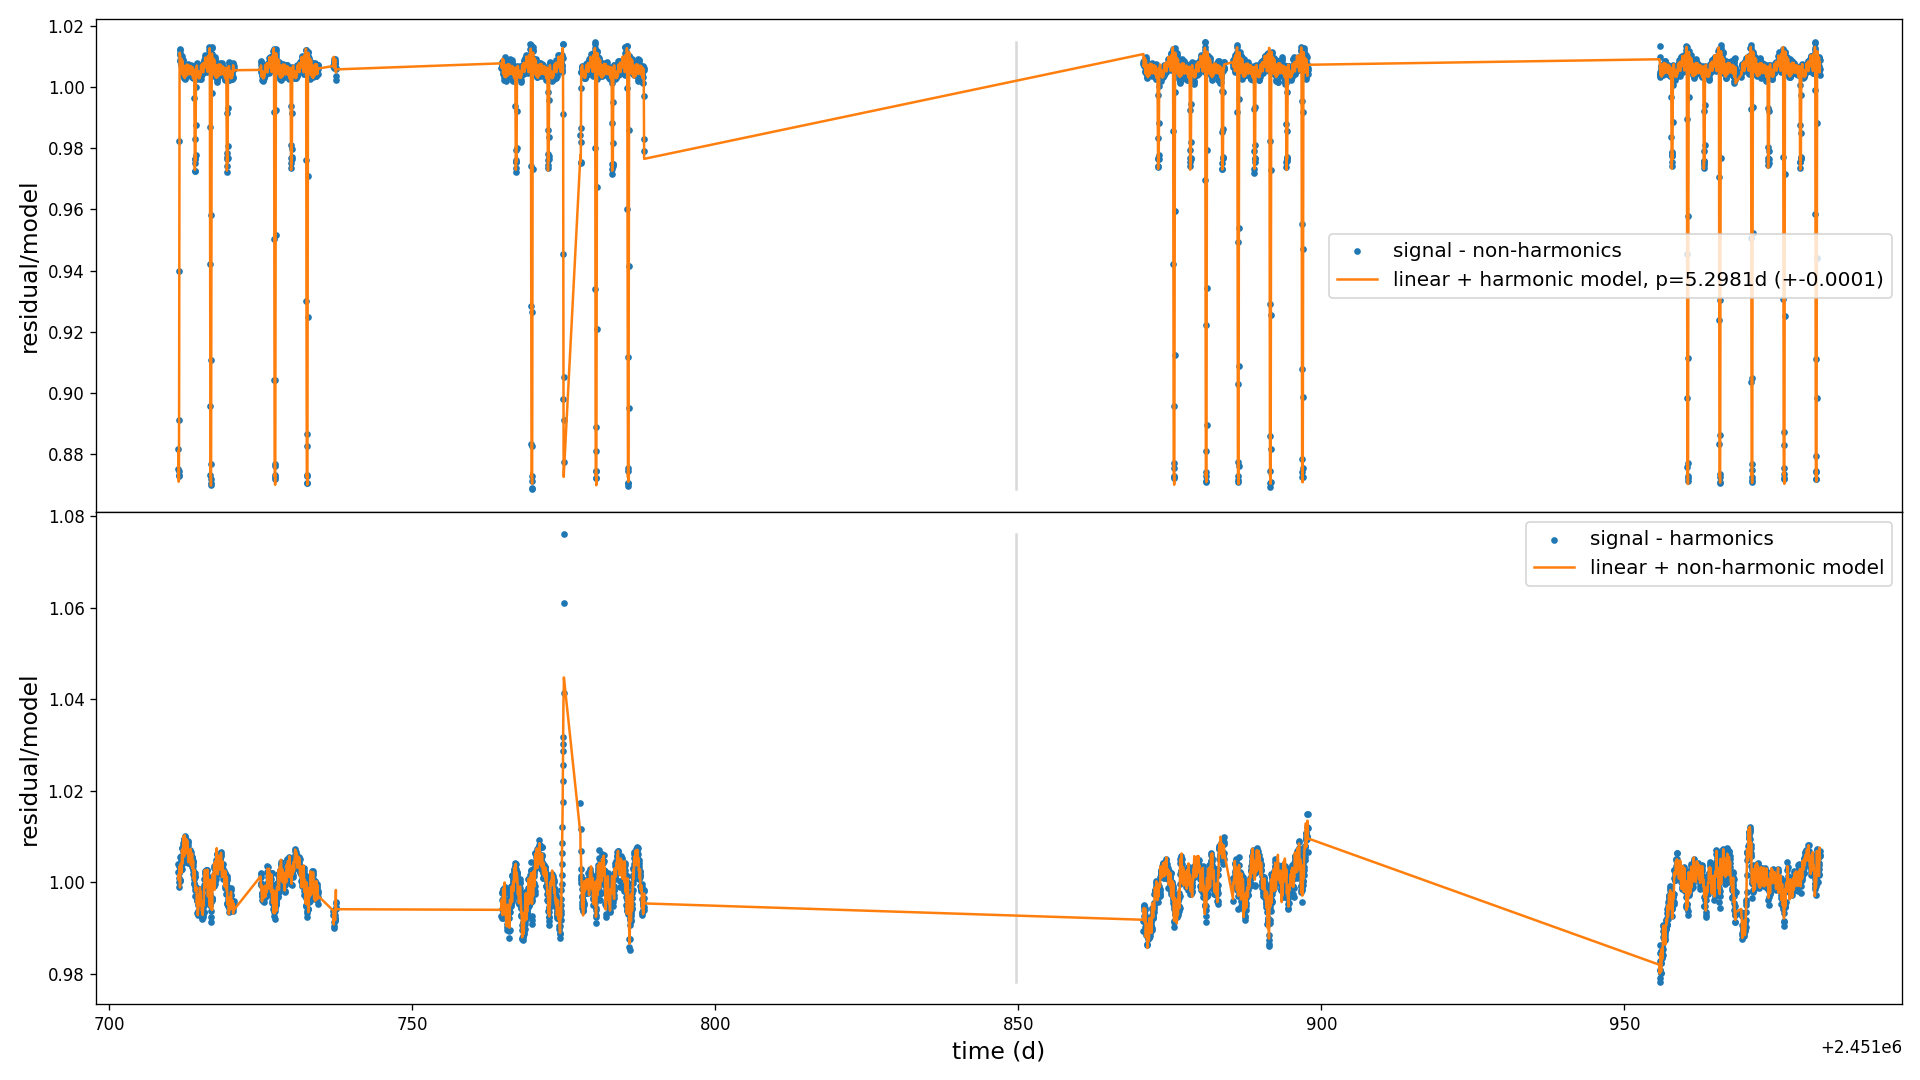 1.02
1.00
0.98
0.96
0.94
0.92
0.90
0.88
residual/model
signal - non-harmonics
linear + harmonic model, p=5.2981d (+-0.0001)
1.08
1.06
1.04
1.02
1.00
0.98
residual/model
signal - harmonics
linear + non-harmonic model
700 750 800 850 900 950
time (d)
+2.451e6